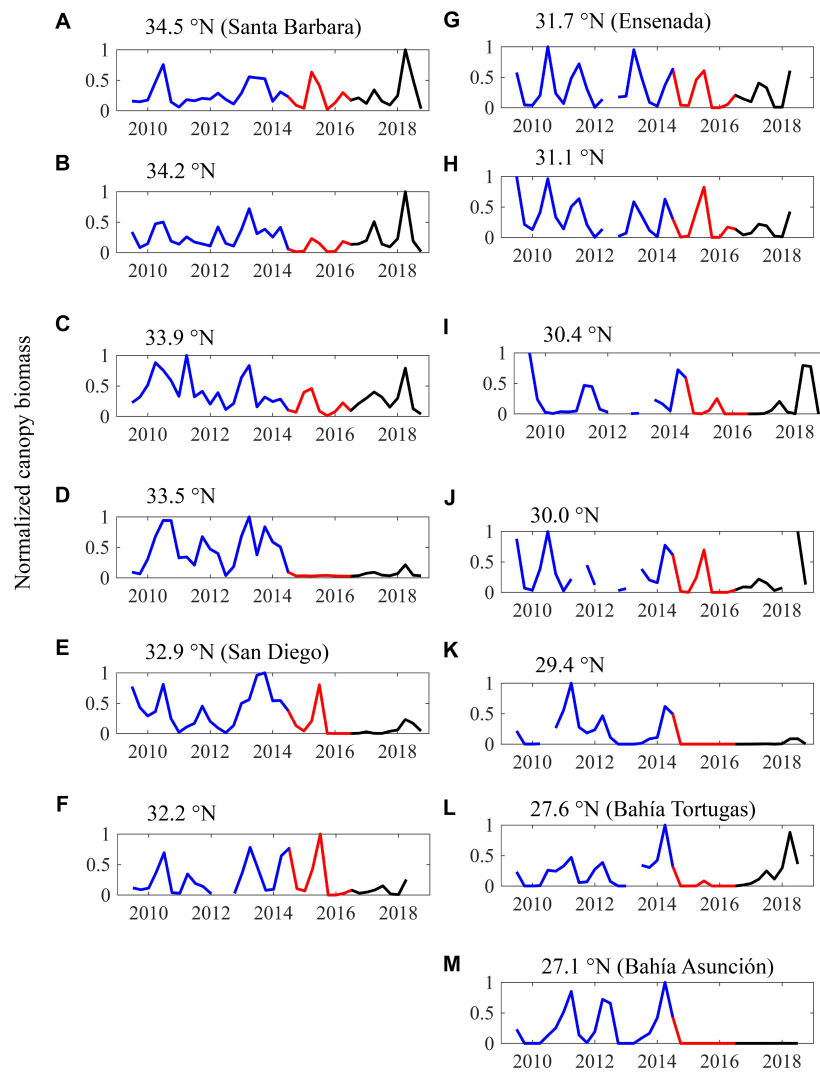 Normalized canopy biomass
A
34.5 °N (Santa Barbara)
1
0.5
0
2010 2012 2014 2016 2018
B
34.2 °N
1
0.5
0
2010 2012 2014 2016 2018
C
33.9 °N
1
0.5
0
2010 2012 2014 2016 2018
D
33.5 °N
1
0.5
0
2010 2012 2014 2016 2018
E
32.9 °N (San Diego)
1
0.5
0
2010 2012 2014 2016 2018
F
32.2 °N
1
0.5
0
2010 2012 2014 2016 2018
G
31.7 °N (Ensenada)
1
0.5
0
2010 2012 2014 2016 2018
H
31.1 °N
1
0.5
0
2010 2012 2014 2016 2018
I
30.4 °N
1
0.5
0
2010 2012 2014 2016 2018
J
30.0 °N
1
0.5
0
2010 2012 2014 2016 2018
K
29.4 °N
1
0.5
0
2010 2012 2014 2016 2018
L
27.6 °N (Bahía Tortugas)
1
0.5
0
2010 2012 2014 2016 2018
M
27.1 °N (Bahía Asunción)
1
0.5
0
2010 2012 2014 2016 2018